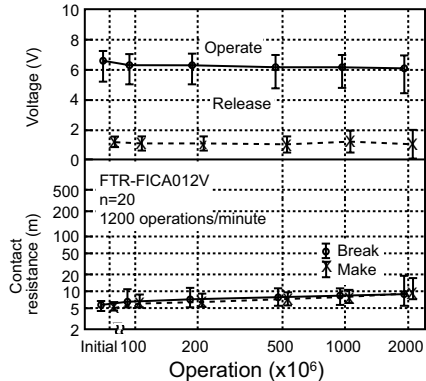 10
8
6
4
2
0
Voltage (V)
Operate
Release
FTR-FICA012V
n=20
1200 operations/minute
500
200
100
50
20
10
5
2
Contact
resistance (m)
Break
Make
Initial 100 200 500 1000 2000
Operation (x10⁶)